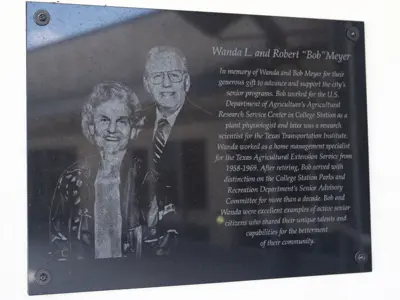 Wanda L. and Robert "Bob" Meyer
In memory of Wanda and Bob Meyer for their
generous gift to advance and support the city's
senior programs. Bob worked for the U.S.
Department of Agriculture's Agricultural
Research Service Center in College Station as a
plant physiologist and later was a research
scientist for the Texas Transportation Institute.
Wanda worked as a home management specialist
for the Texas Agricultural Extension Service from
1958-1969. After retiring, Bob served with
distinction on the College Station Parks and
Recreation Department's Senior Advisory
Committee for more than a decade. Bob and
Wanda were excellent examples of active senior
citizens who shared their unique talents and
capabilities for the betterment
of their community.